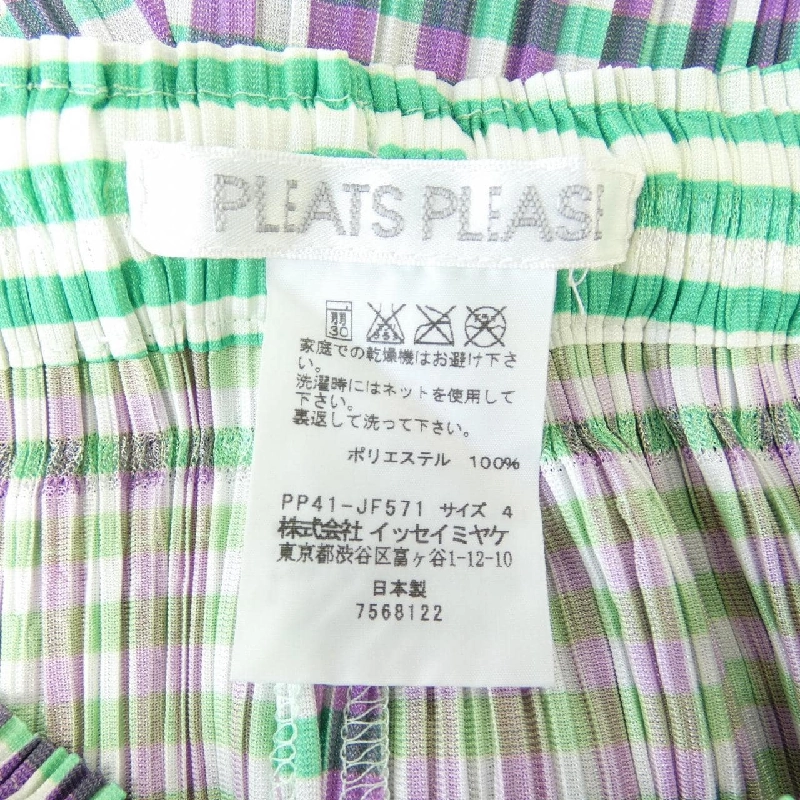 PLEATS PLEASE
弱
30
家庭での乾燥機はお避け下さ
い。
洗濯時にはネットを使用して
下さい。
裏返して洗って下さい。
ポリエステル 100%
PP41-JF571 サイズ 4
株式会社 イッセイミヤケ
東京都渋谷区富ヶ谷1-12-10
日本製
7568122